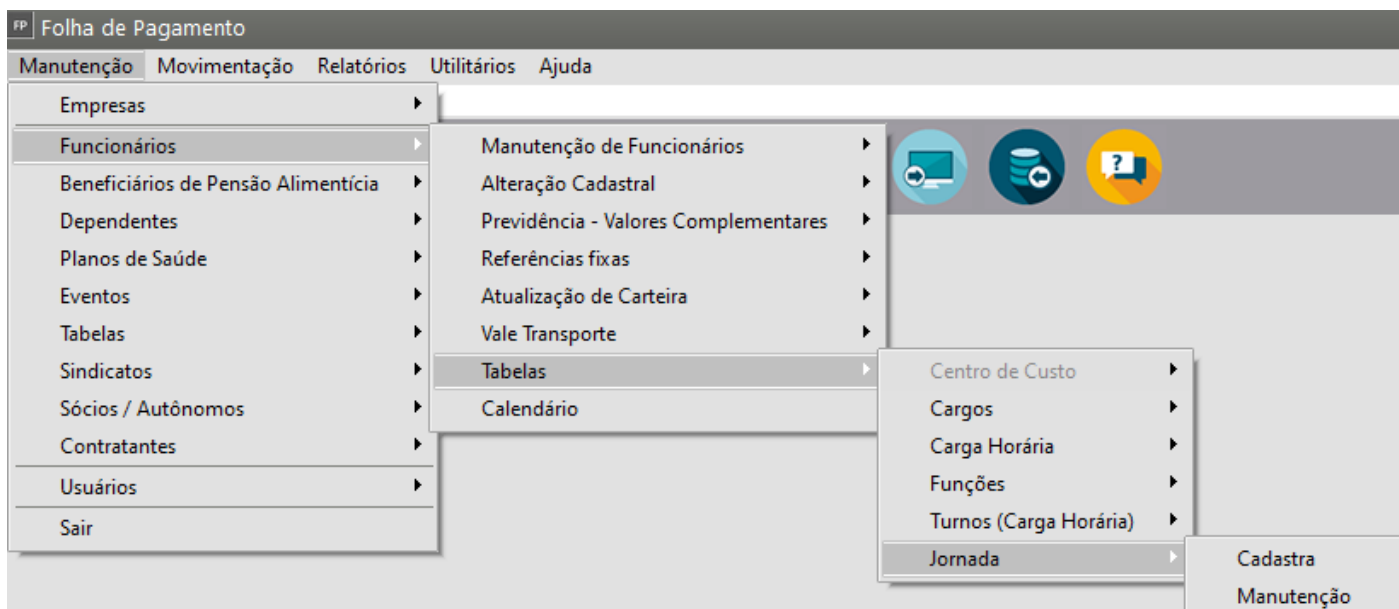 FP Folha de Pagamento
Manutenção Movimentação Relatórios Utilitários Ajuda
Empresas
Funcionários
Beneficiários de Pensão Alimentícia
Dependentes
Planos de Saúde
Eventos
Tabelas
Sindicatos
Sócios / Autônomos
Contratantes
Usuários
Sair
Manutenção de Funcionários
Alteração Cadastral
Previdência - Valores Complementares
Referências fixas
Atualização de Carteira
Vale Transporte
Tabelas
Calendário
Centro de Custo
Cargos
Carga Horária
Funções
Turnos (Carga Horária)
Jornada
Cadastra
Manutenção
?